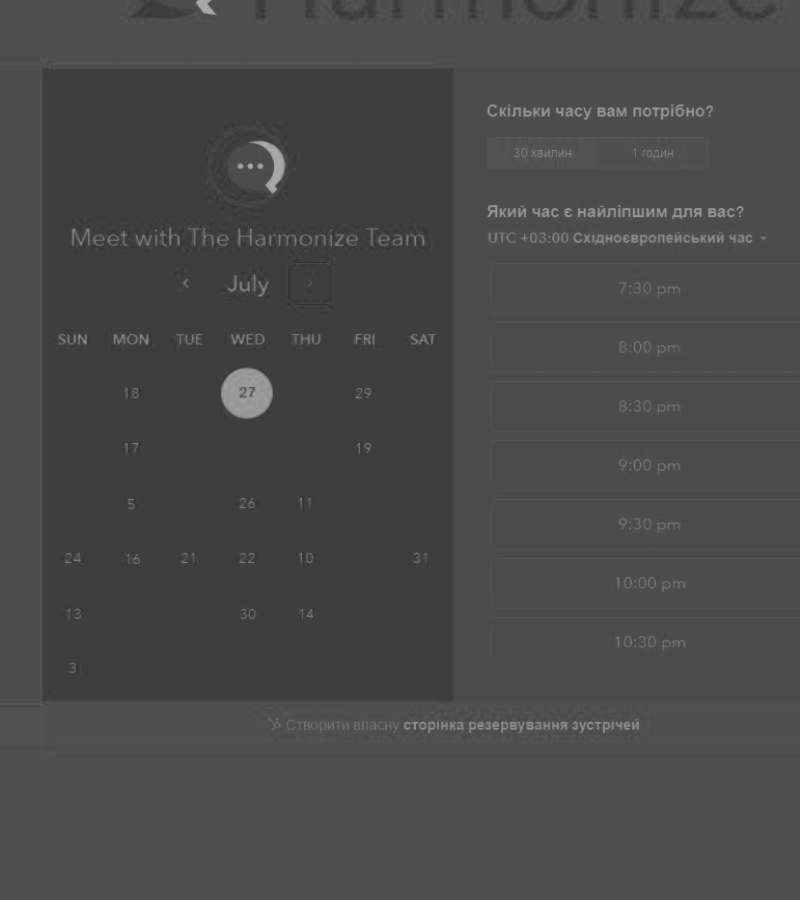 Harmonize
Meet with The Harmonize Team
July
SUN MON TUE WED THU FRI SAT
18 27 29
17 19
5 26 11
24 16 21 22 10 31
13 30 14
3
Скільки часу вам потрібно?
30 хвилин 1 годин
Який час є найліпшим для вас?
UTC +03:00 Східноєвропейський час
7:30 pm
8:00 pm
8:30 pm
9:00 pm
9:30 pm
10:00 pm
10:30 pm
Створити власну сторінка резервування зустрічей